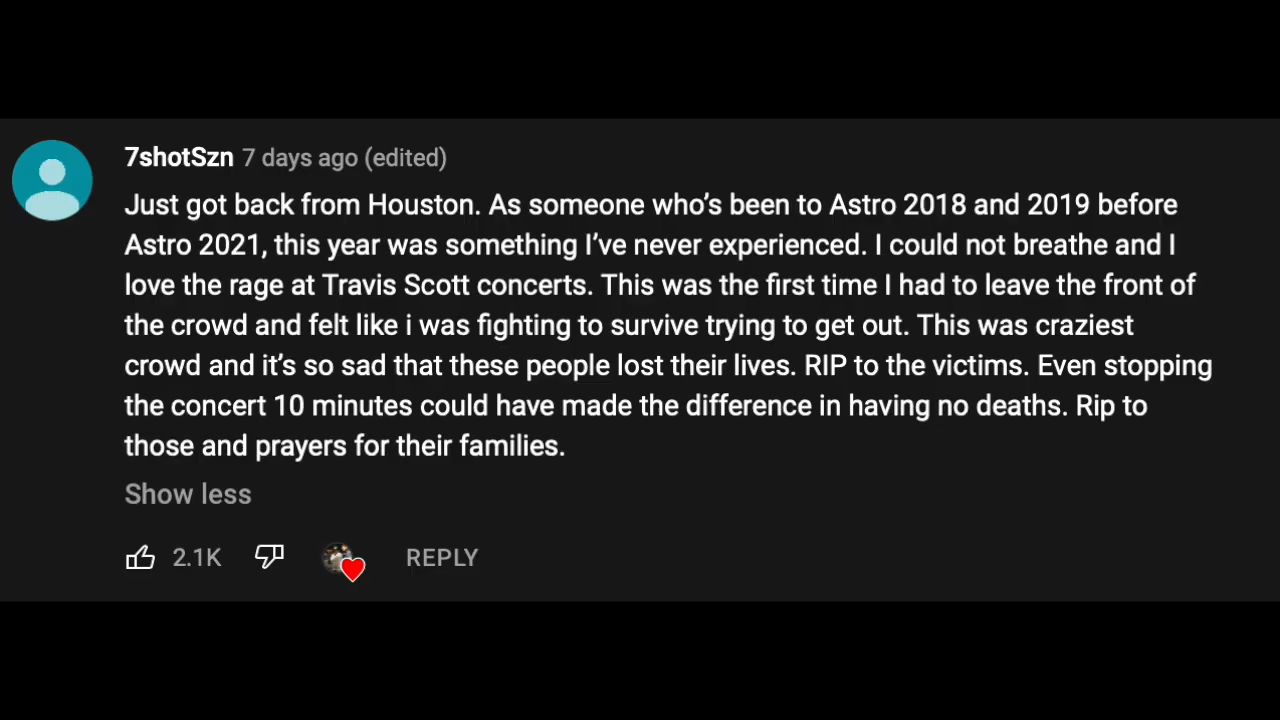 7shotSzn 7 days ago (edited)
Just got back from Houston. As someone who’s been to Astro 2018 and 2019 before
Astro 2021, this year was something I’ve never experienced. I could not breathe and I
love the rage at Travis Scott concerts. This was the first time I had to leave the front of
the crowd and felt like i was fighting to survive trying to get out. This was craziest
crowd and it’s so sad that these people lost their lives. RIP to the victims. Even stopping
the concert 10 minutes could have made the difference in having no deaths. Rip to
those and prayers for their families.
Show less
2.1K REPLY